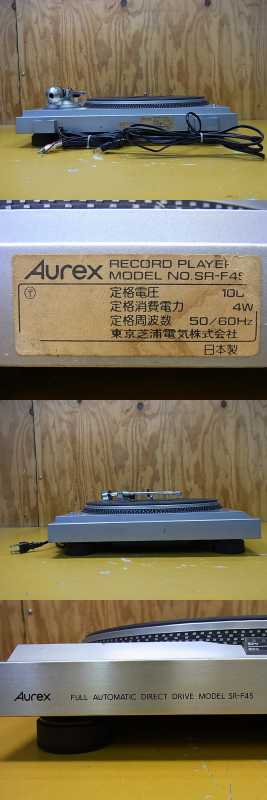 Aurex RECORD PLAYER
MODEL NO. SR-F45
定格電圧 100
定格消費電力 4W
定格周波数 50/60Hz
東京芝浦電気株式会社
日本製
Aurex FULL AUTOMATIC DIRECT DRIVE MODEL SR-F45